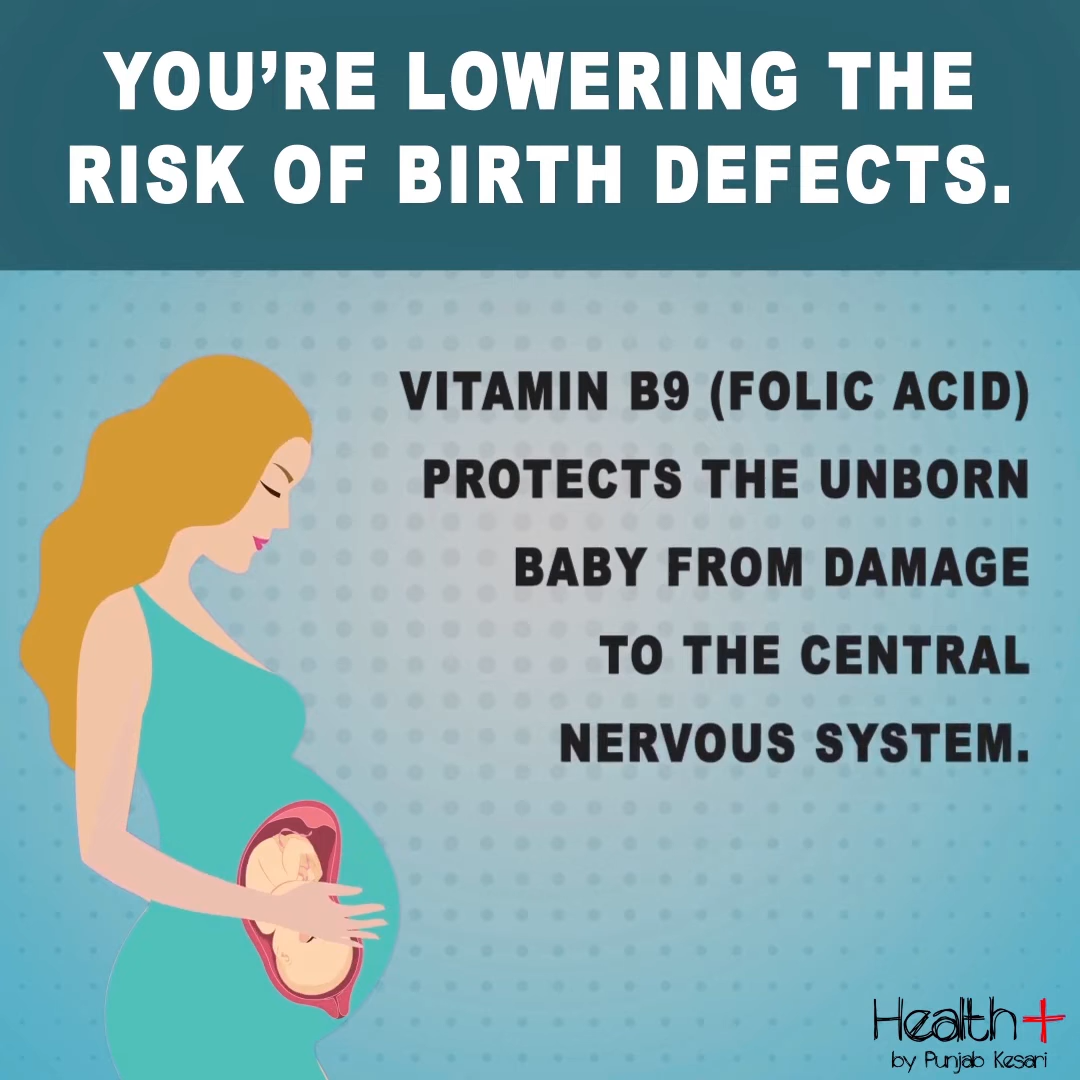 YOU'RE LOWERING THE
RISK OF BIRTH DEFECTS.
VITAMIN B9 (FOLIC ACID)
PROTECTS THE UNBORN
BABY FROM DAMAGE
TO THE CENTRAL
NERVOUS SYSTEM.
Health+
by Punjab Kesari